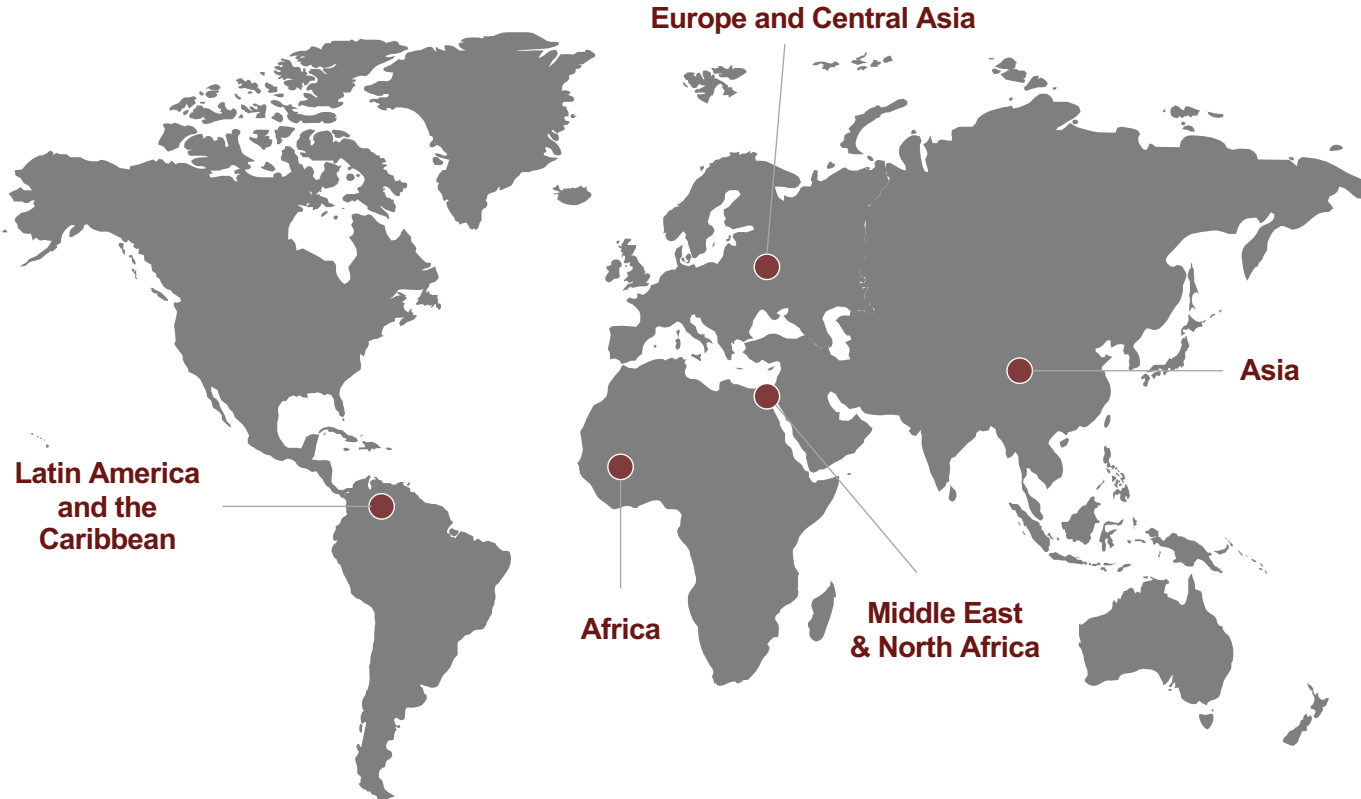 Europe and Central Asia
Asia
Latin America
and the
Caribbean
Africa
Middle East
& North Africa